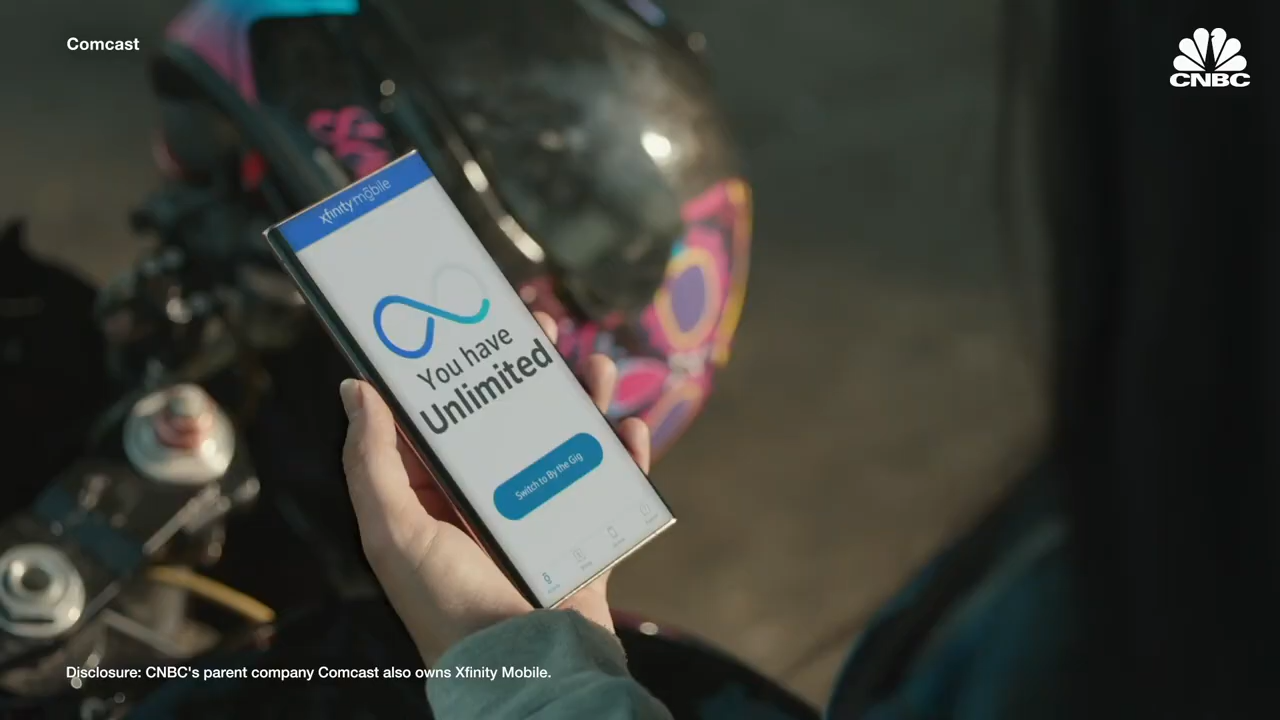 Comcast
CNBC
xfinity mobile
You have
Unlimited
Switch to By the Gig
Disclosure: CNBC's parent company Comcast also owns Xfinity Mobile.